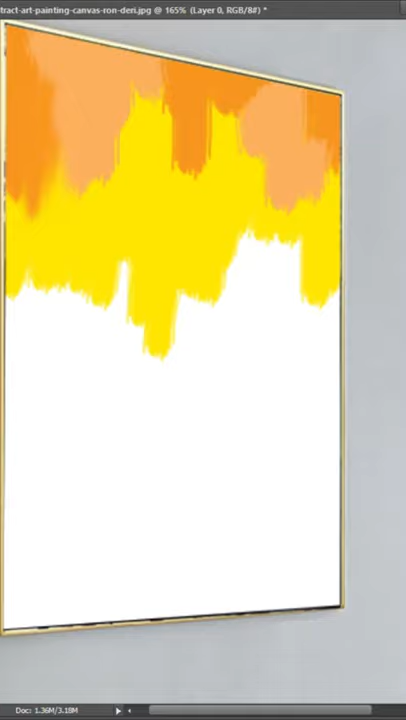 tract-art-painting-canvas-ron-deri.jpg @ 165% (Layer 0, RGB/8#) *
Doc: 1.36M/3.18M